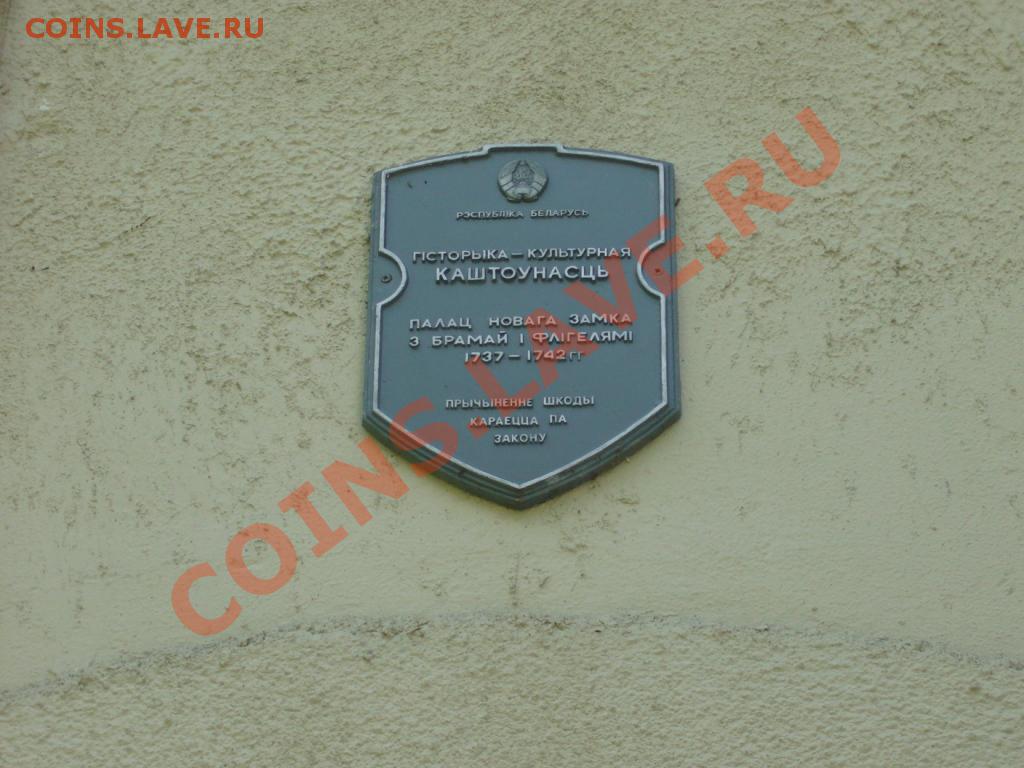 COINS.LAVE.RU
РЭСПУБЛІКА БЕЛАРУСЬ
ГІСТОРЫКА – КУЛЬТУРНАЯ
КАШТОУНАСЦЬ
ПАЛАЦ НОВАГА ЗАМКА
З БРАМАЙ І ФЛІГЕЛЯМІ
1737 – 1742 ГГ
ПРЫЧЫНЕННЕ ШКОДЫ
КАРАЕЦЦА ПА
ЗАКОНУ
COINS.LAVE.RU